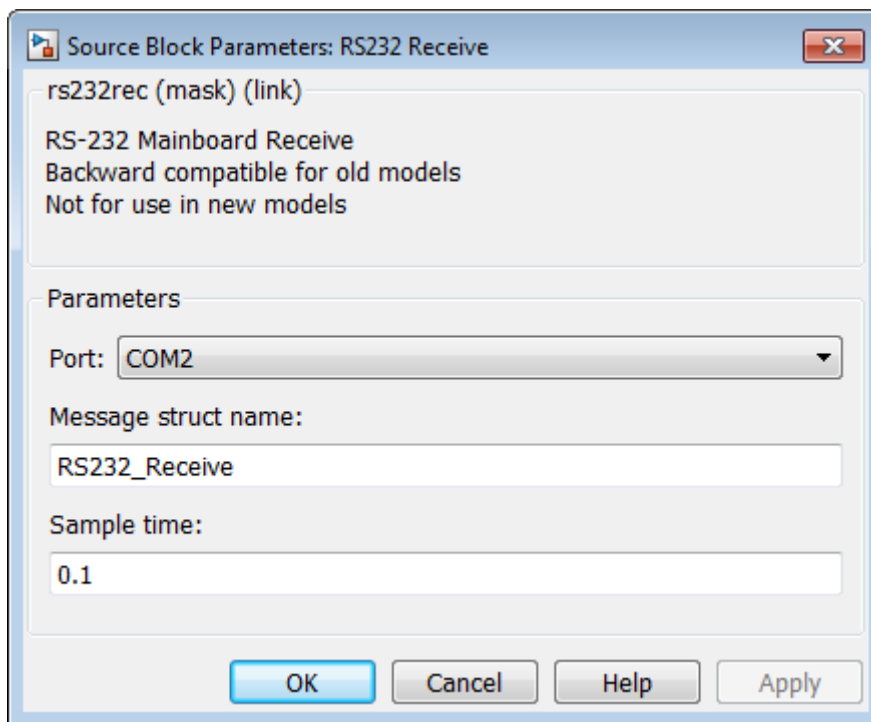 Source Block Parameters: RS232 Receive
rs232rec (mask) (link)
RS-232 Mainboard Receive
Backward compatible for old models
Not for use in new models
Parameters
Port: COM2
Message struct name:
RS232_Receive
Sample time:
0.1
OK Cancel Help Apply